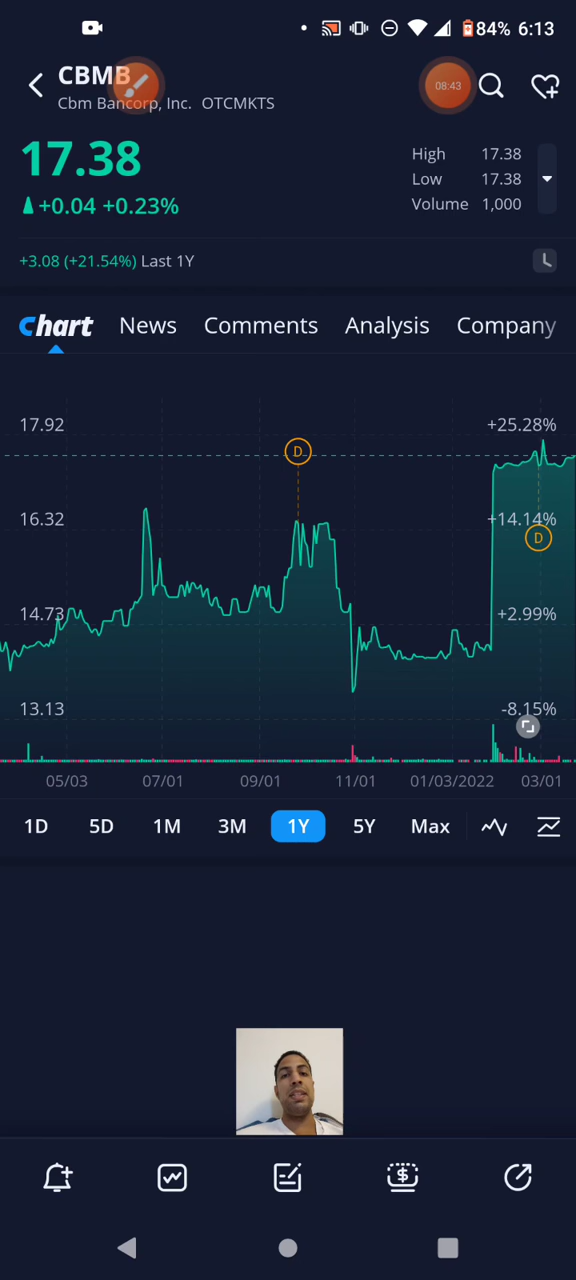 84% 6:13
CBMB
08:43
Cbm Bancorp, Inc. OTCMKTS
17.38
+0.04 +0.23%
High 17.38
Low 17.38
Volume 1,000
+3.08 (+21.54%) Last 1Y
Chart News Comments Analysis Company
17.92 +25.28%
D
16.32 +14.14%
D
14.73 +2.99%
13.13 -8.15%
05/03 07/01 09/01 11/01 01/03/2022 03/01
1D 5D 1M 3M 1Y 5Y Max